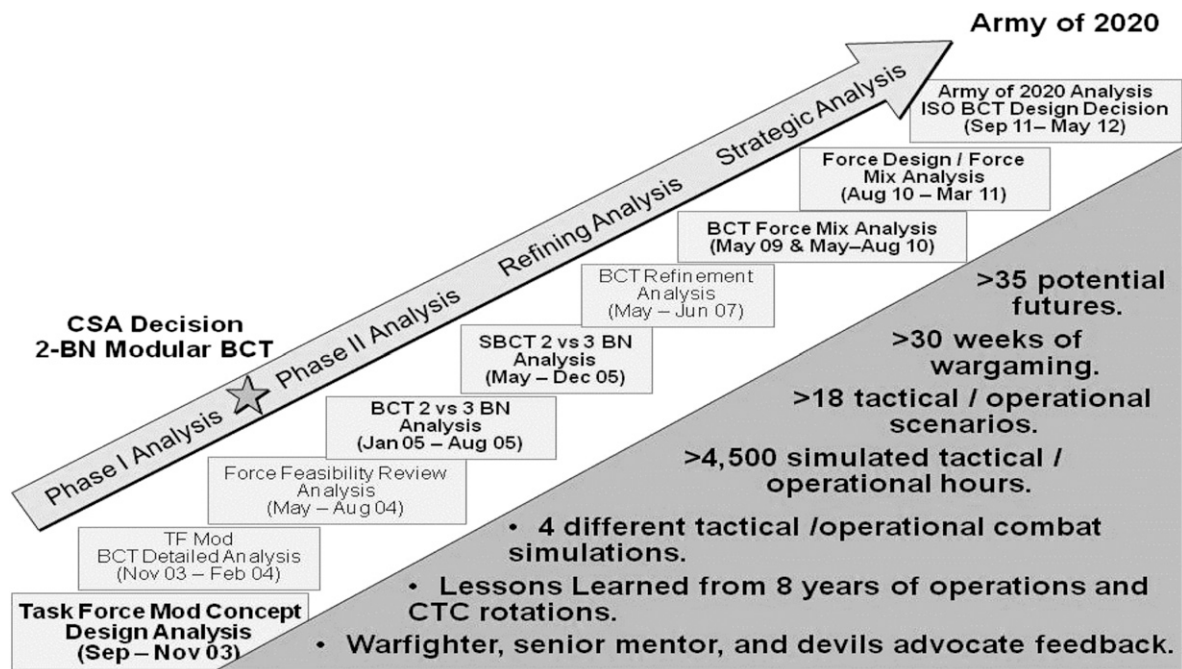 Army of 2020
Phase I Analysis
Phase II Analysis
Refining Analysis
Strategic Analysis
CSA Decision
2-BN Modular BCT
Army of 2020 Analysis
ISO BCT Design Decision
(Sep 11– May 12)
Force Design / Force
Mix Analysis
(Aug 10 – Mar 11)
BCT Force Mix Analysis
(May 09 & May–Aug 10)
BCT Refinement
Analysis
(May – Jun 07)
SBCT 2 vs 3 BN
Analysis
(May – Dec 05)
BCT 2 vs 3 BN
Analysis
(Jan 05 – Aug 05)
Force Feasibility Review
Analysis
(May – Aug 04)
TF Mod
BCT Detailed Analysis
(Nov 03 – Feb 04)
Task Force Mod Concept
Design Analysis
(Sep – Nov 03)
>35 potential
futures.
>30 weeks of
wargaming.
>18 tactical / operational
scenarios.
>4,500 simulated tactical /
operational hours.
• 4 different tactical /operational combat
simulations.
• Lessons Learned from 8 years of operations and
CTC rotations.
• Warfighter, senior mentor, and devils advocate feedback.